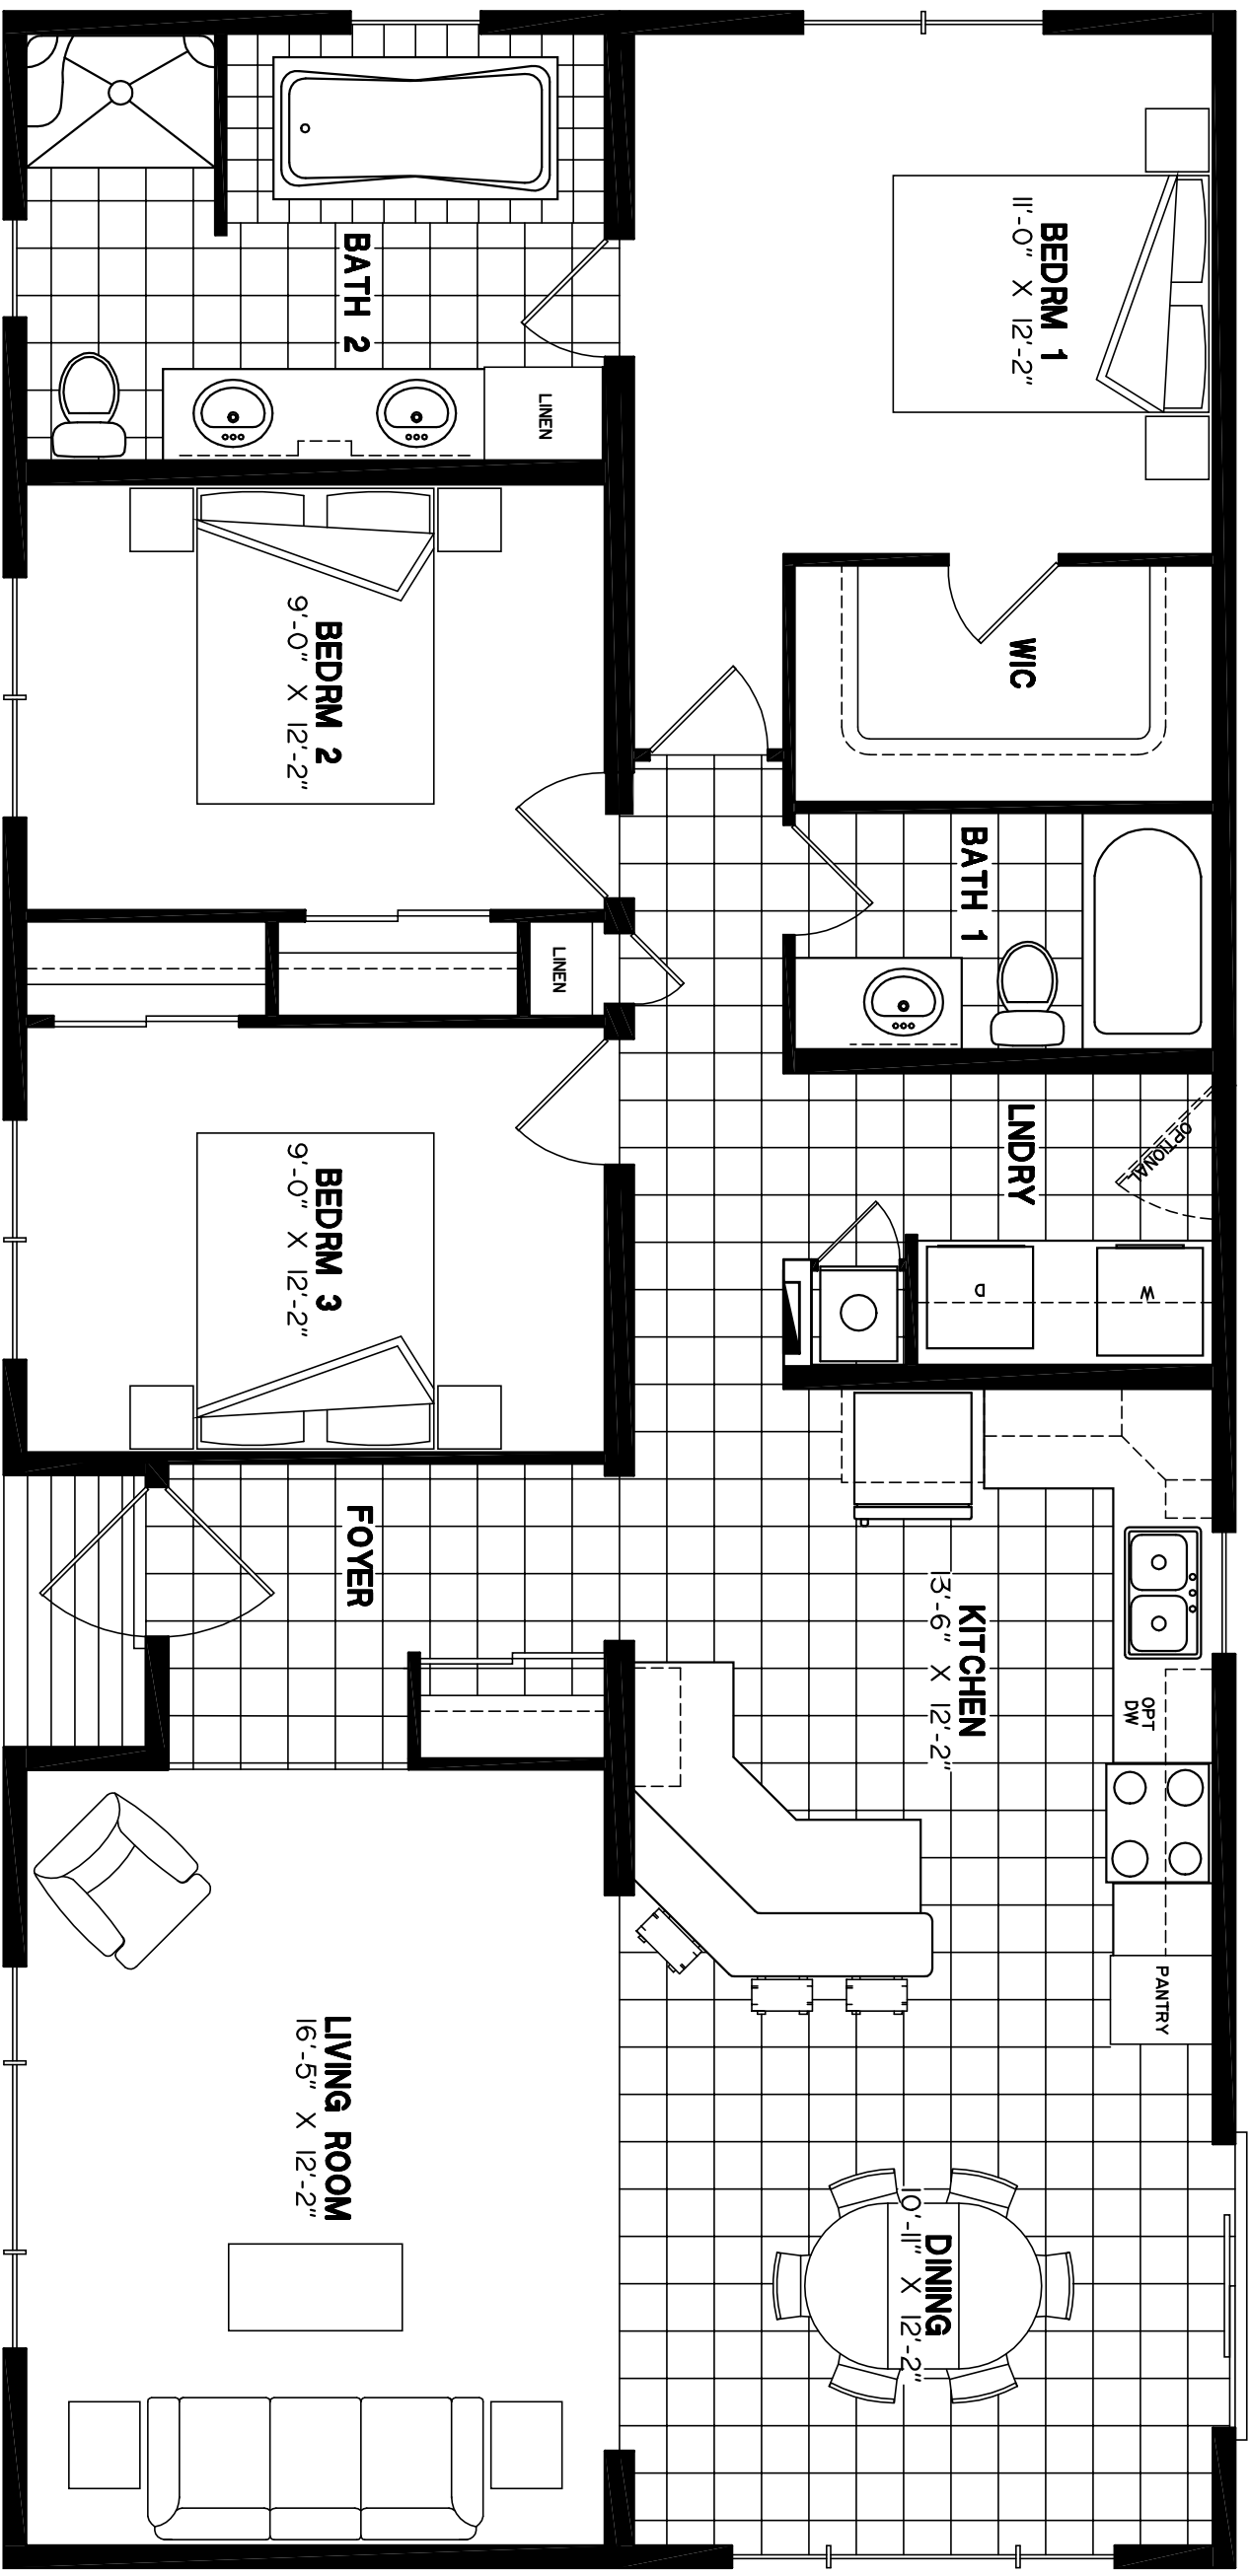 BEDRM 1
11'-0" X 12'-2"
WIC
BATH 1
LNDRY
OPTIONAL
W
D
KITCHEN
13'-6" X 12'-2"
OPT
DW
PANTRY
DINING
10'-11" X 12'-2"
BATH 2
LINEN
BEDRM 2
9'-0" X 12'-2"
LINEN
BEDRM 3
9'-0" X 12'-2"
FOYER
LIVING ROOM
16'-5" X 12'-2"